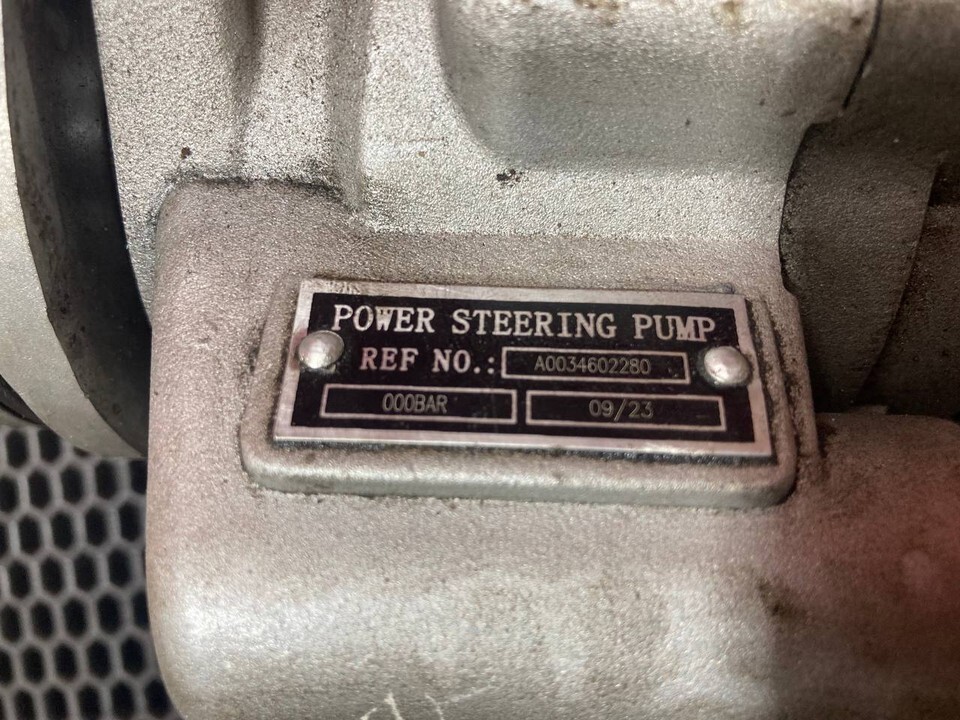 POWER STEERING PUMP
REF NO.: A0034602280
000BAR 09/23